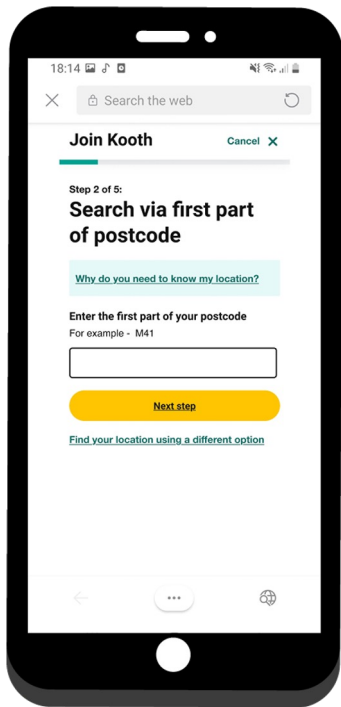 18:14
Search the web
Join Kooth
Cancel X
Step 2 of 5:
Search via first part
of postcode
Why do you need to know my location?
Enter the first part of your postcode
For example - M41
Next step
Find your location using a different option